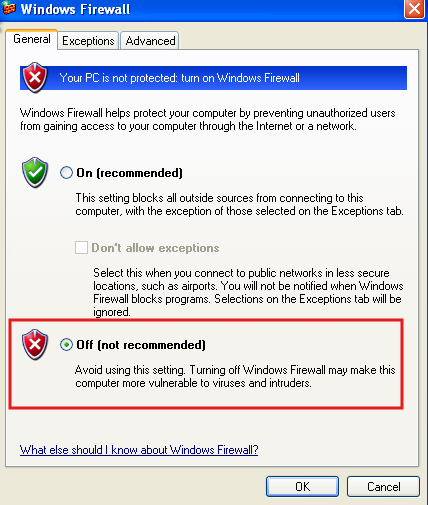 Windows Firewall
General Exceptions Advanced
Your PC is not protected: turn on Windows Firewall
Windows Firewall helps protect your computer by preventing unauthorized users
from gaining access to your computer through the Internet or a network.
On (recommended)
This setting blocks all outside sources from connecting to this
computer, with the exception of those selected on the Exceptions tab.
Don't allow exceptions
Select this when you connect to public networks in less secure
locations, such as airports. You will not be notified when Windows
Firewall blocks programs. Selections on the Exceptions tab will be
ignored.
Off (not recommended)
Avoid using this setting. Turning off Windows Firewall may make this
computer more vulnerable to viruses and intruders.
What else should I know about Windows Firewall?
OK Cancel